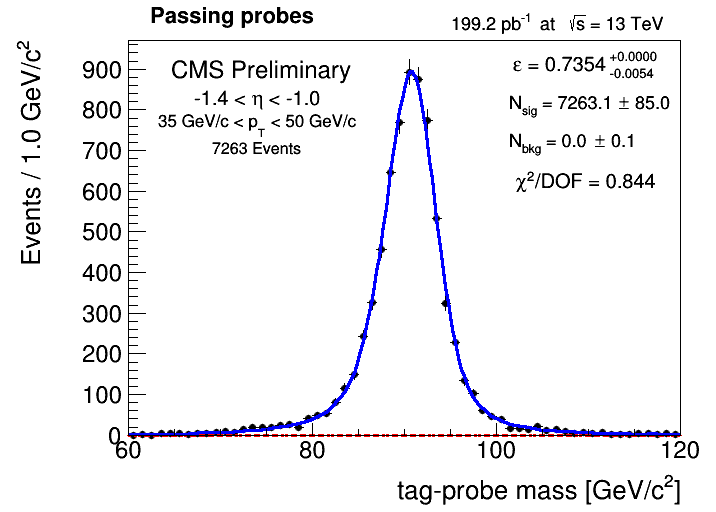 Passing probes
199.2 pb⁻¹ at √s = 13 TeV
CMS Preliminary
-1.4 < η < -1.0
35 GeV/c < p_T < 50 GeV/c
7263 Events
ε = 0.7354 +0.0000 -0.0054
N_sig = 7263.1 ± 85.0
N_bkg = 0.0 ± 0.1
χ²/DOF = 0.844
Events / 1.0 GeV/c²
900
800
700
600
500
400
300
200
100
0
60 80 100 120
tag-probe mass [GeV/c²]